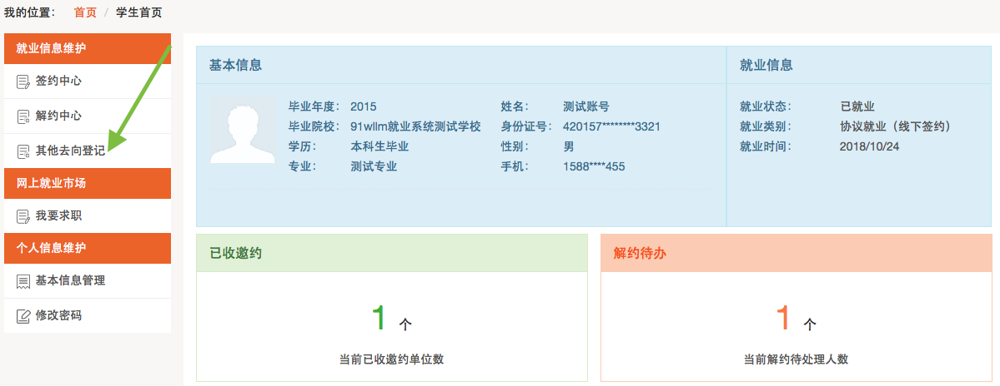 我的位置： 首页 / 学生首页
就业信息维护
签约中心
解约中心
其他去向登记
网上就业市场
我要求职
个人信息维护
基本信息管理
修改密码
基本信息
毕业年度： 2015 姓名： 测试账号
毕业院校： 91wllm就业系统测试学校 身份证号： 420157********3321
学历： 本科生毕业 性别： 男
专业： 测试专业 手机： 1588****455
就业信息
就业状态： 已就业
就业类别： 协议就业（线下签约）
就业时间： 2018/10/24
已收邀约
1 个
当前已收邀约单位数
解约待办
1 个
当前解约待处理人数